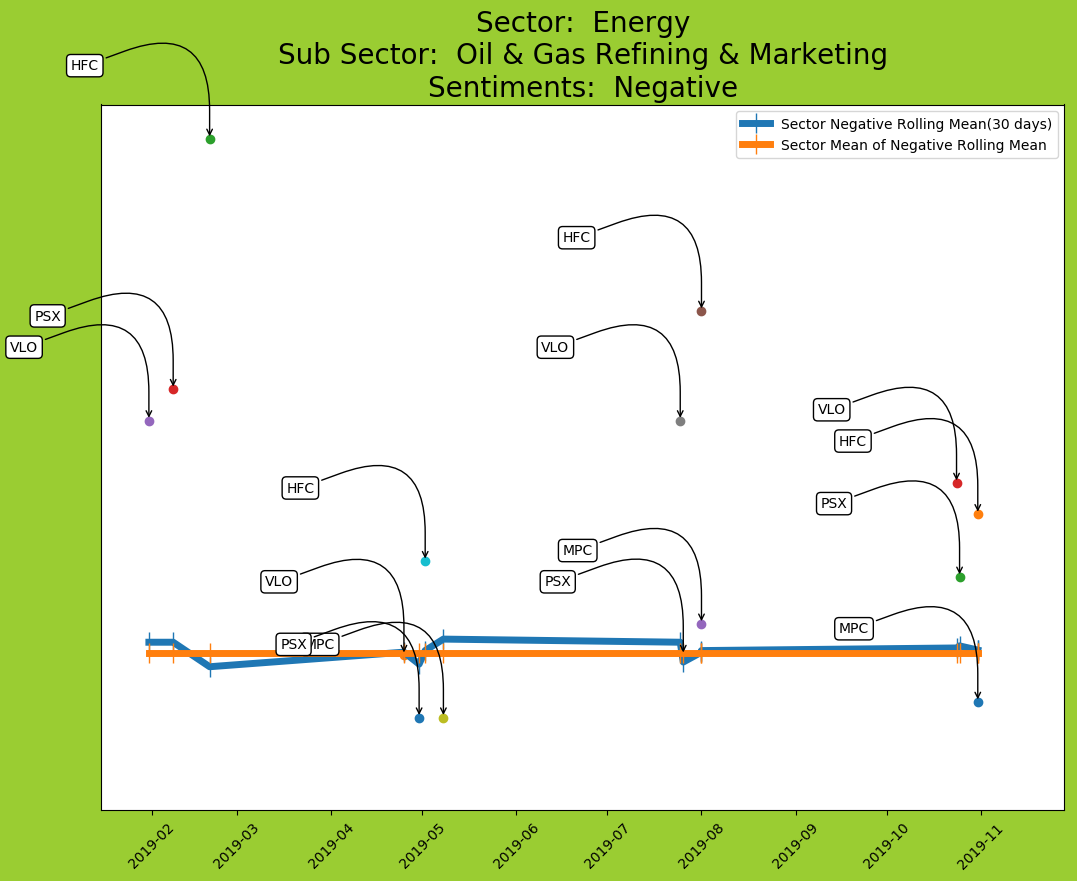 Sector:  Energy
Sub Sector:  Oil & Gas Refining & Marketing
Sentiments:  Negative
HFC
Sector Negative Rolling Mean(30 days)
Sector Mean of Negative Rolling Mean
HFC
PSX
VLO
VLO
VLO
HFC
HFC
PSX
MPC
VLO
PSX
MPC
PSX
MPC
2019-02
2019-03
2019-04
2019-05
2019-06
2019-07
2019-08
2019-09
2019-10
2019-11